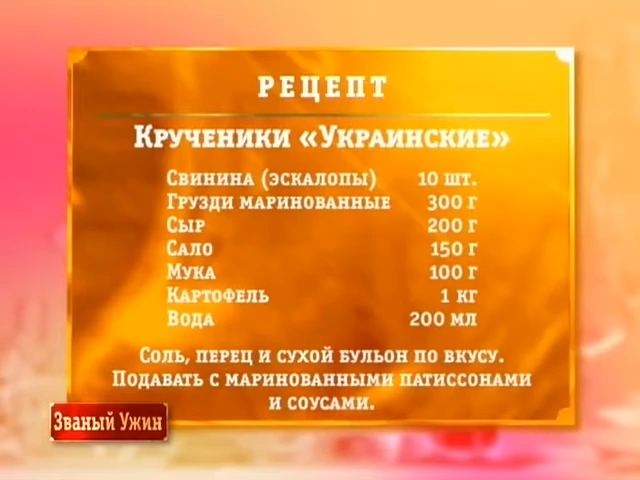 РЕЦЕПТ
КРУЧЕНИКИ «УКРАИНСКИЕ»
СВИНИНА (ЭСКАЛОПЫ) 10 ШТ.
ГРУЗДИ МАРИНОВАННЫЕ 300 Г
СЫР 200 Г
САЛО 150 Г
МУКА 100 Г
КАРТОФЕЛЬ 1 КГ
ВОДА 200 МЛ
СОЛЬ, ПЕРЕЦ И СУХОЙ БУЛЬОН ПО ВКУСУ.
ПОДАВАТЬ С МАРИНОВАННЫМИ ПАТИССОНАМИ
И СОУСАМИ.
Званый Ужин